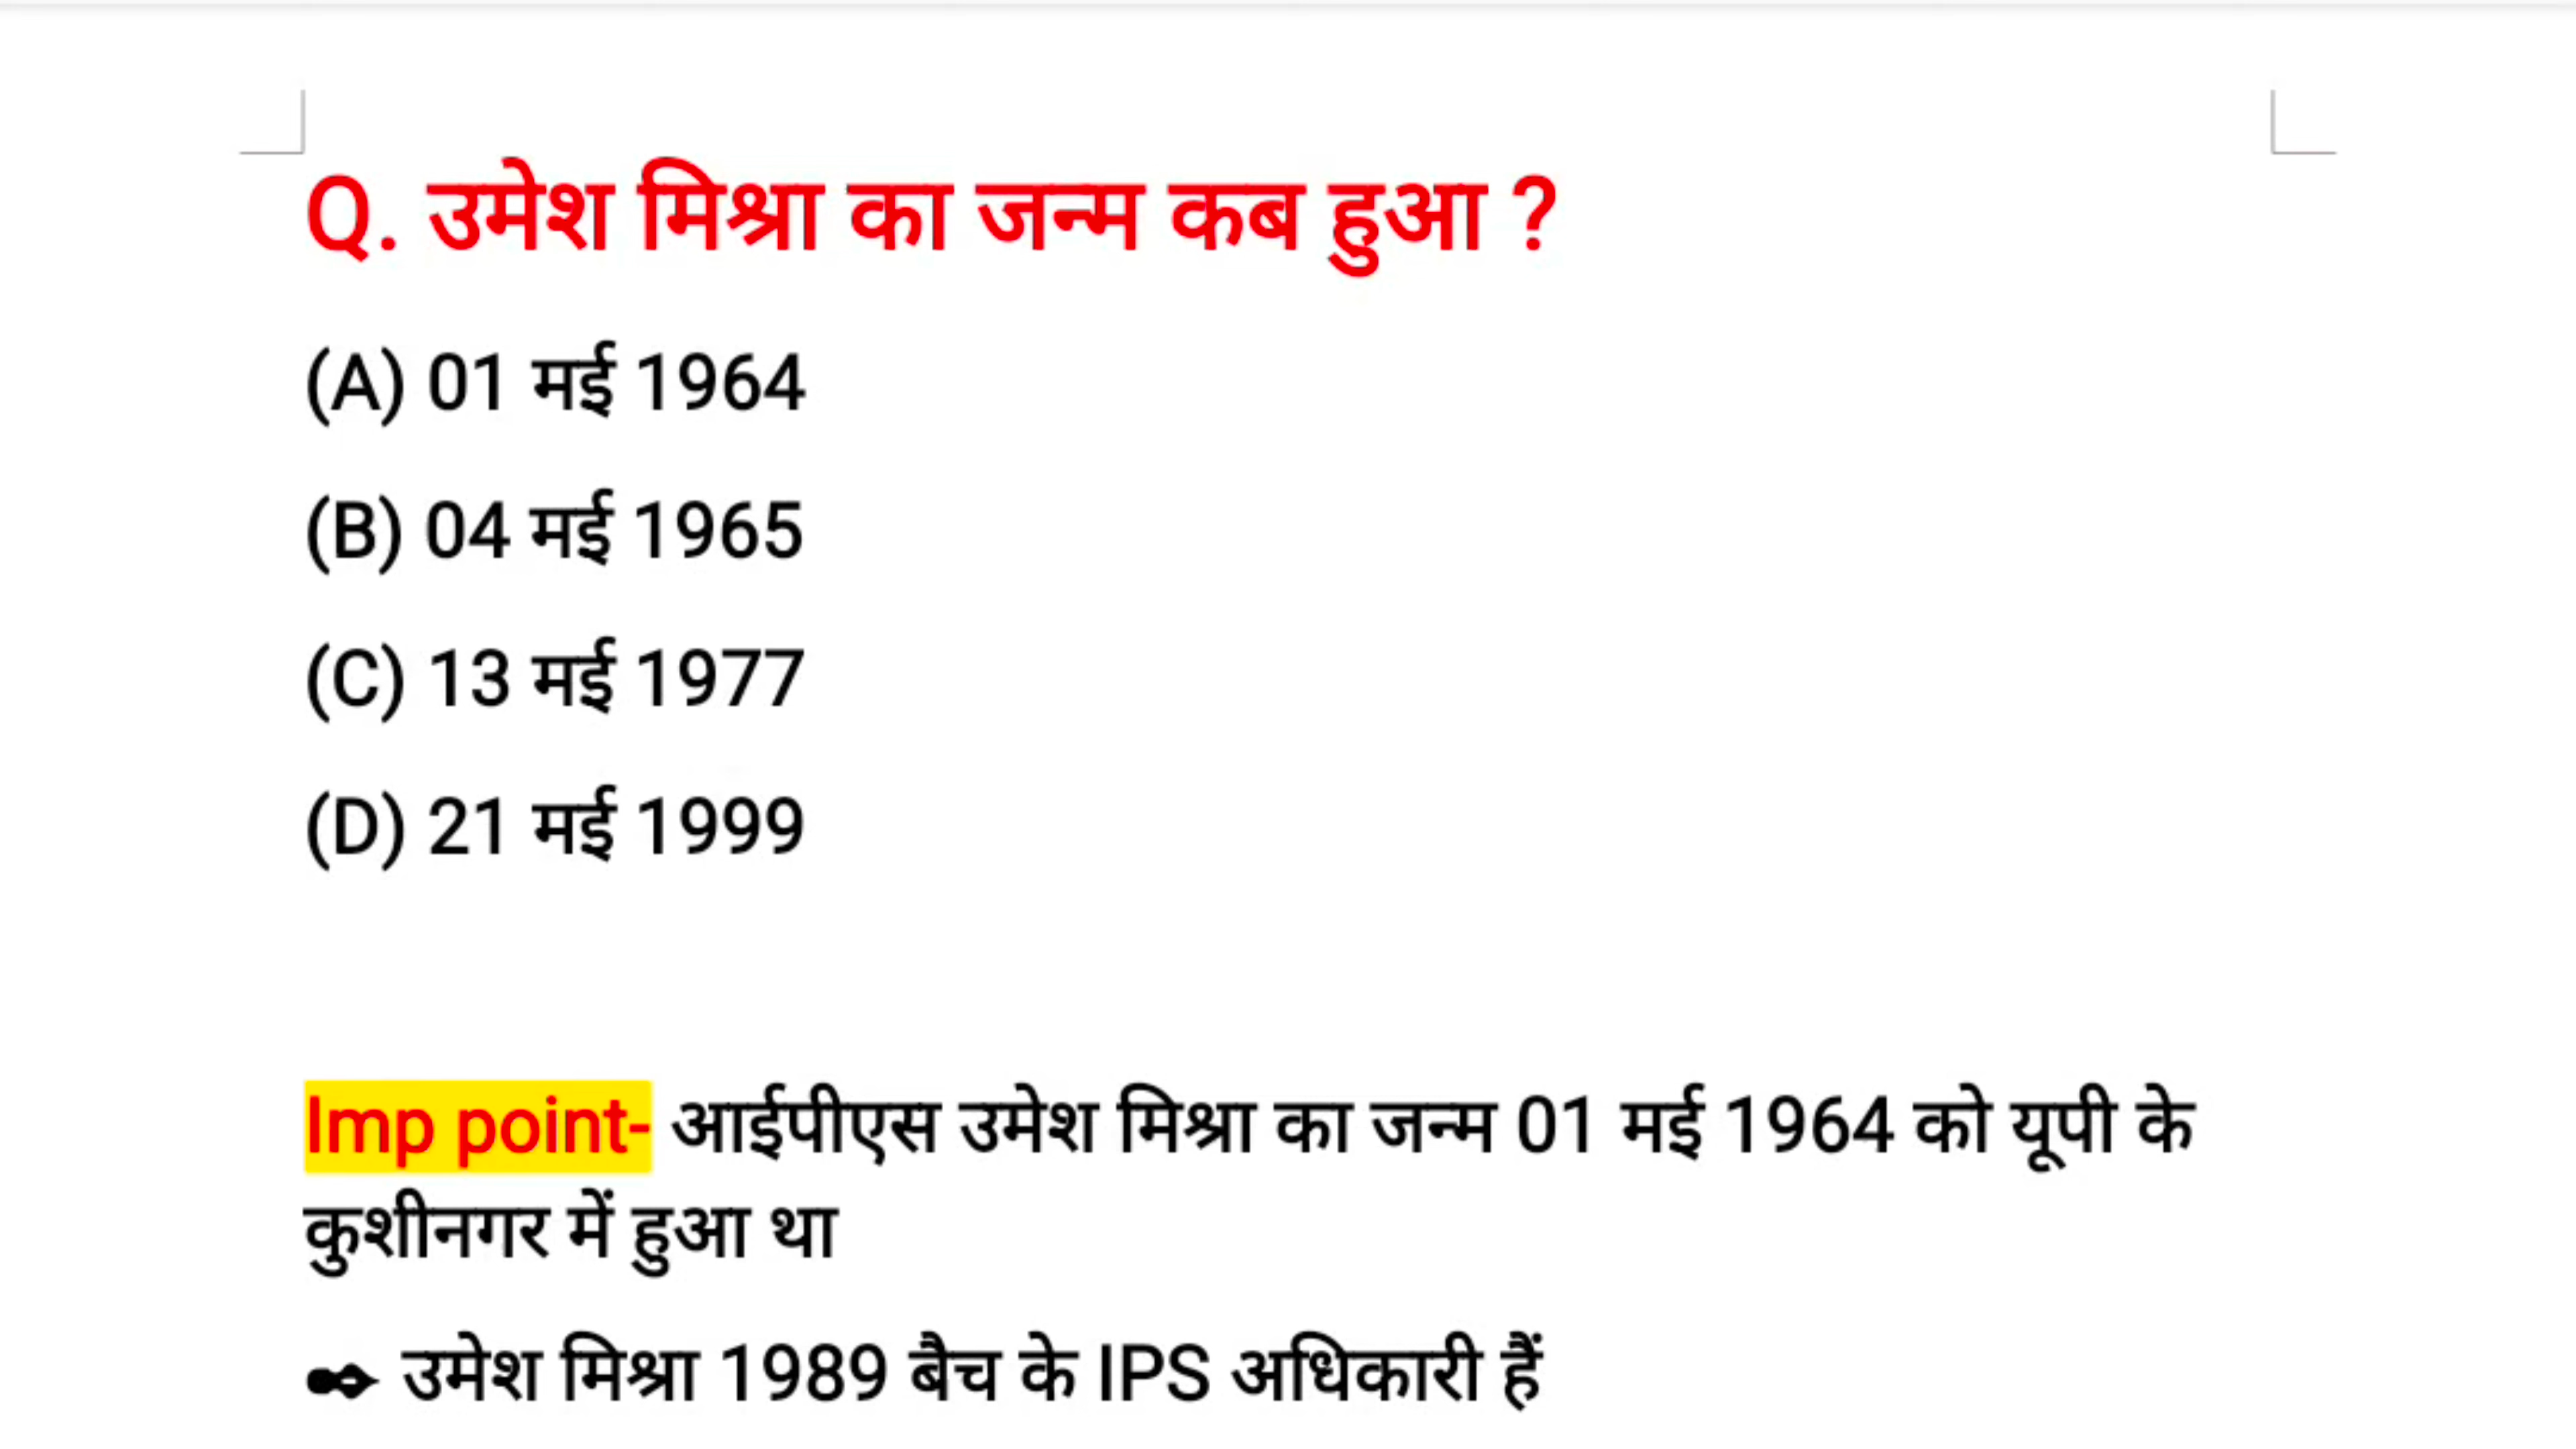 Q. उमेश मिश्रा का जन्म कब हुआ ?
(A) 01 मई 1964
(B) 04 मई 1965
(C) 13 मई 1977
(D) 21 मई 1999
Imp point- आईपीएस उमेश मिश्रा का जन्म 01 मई 1964 को यूपी के
कुशीनगर में हुआ था
✒ उमेश मिश्रा 1989 बैच के IPS अधिकारी हैं